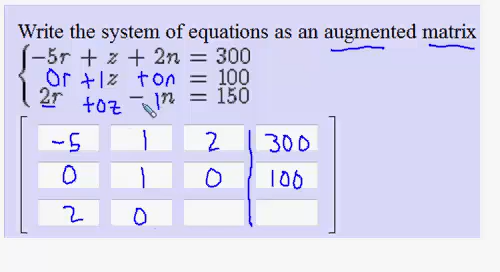 Write the system of equations as an augmented matrix
-5r + z + 2n = 300
0r +1z +0n = 100
2r +0z -1n = 150
-5 1 2 300
0 1 0 100
2 0